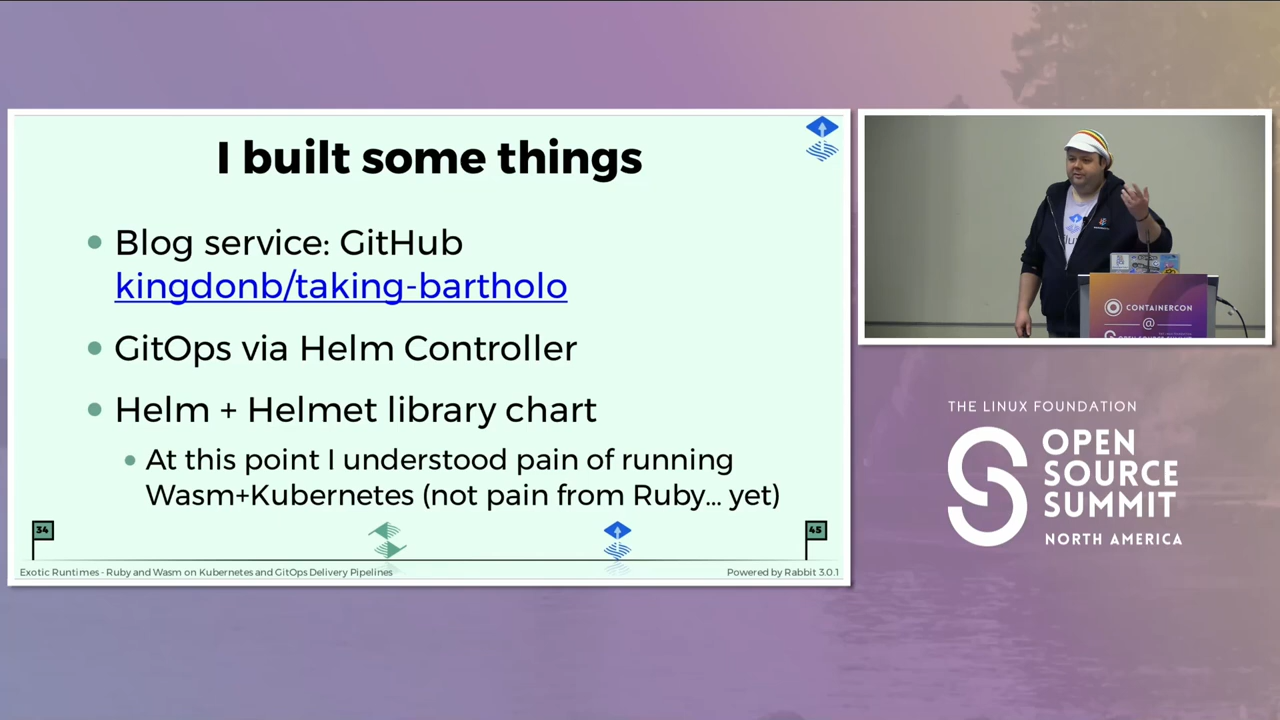 I built some things
Blog service: GitHub
kingdonb/taking-bartholo
GitOps via Helm Controller
Helm + Helmet library chart
At this point I understood pain of running
Wasm+Kubernetes (not pain from Ruby... yet)
34
45
Exotic Runtimes - Ruby and Wasm on Kubernetes and GitOps Delivery Pipelines
Powered by Rabbit 3.0.1
CONTAINERCON
@
OPEN SOURCE SUMMIT
THE LINUX FOUNDATION
OPEN
SOURCE
SUMMIT
NORTH AMERICA